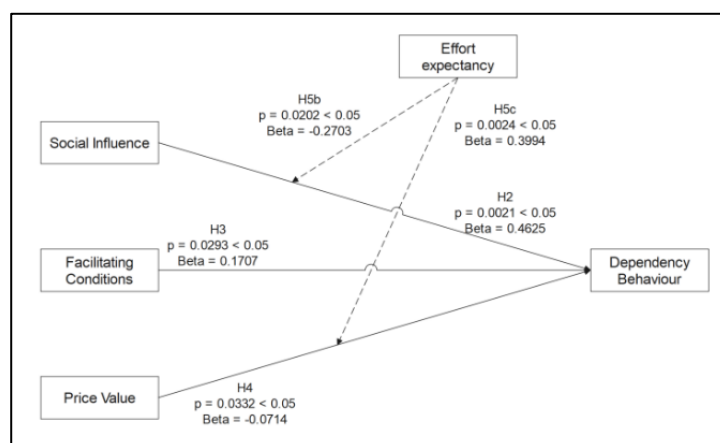 Effort
expectancy
H5b
p = 0.0202 < 0.05
Beta = -0.2703
H5c
p = 0.0024 < 0.05
Beta = 0.3994
Social Influence
H2
p = 0.0021 < 0.05
Beta = 0.4625
H3
p = 0.0293 < 0.05
Beta = 0.1707
Facilitating
Conditions
Dependency
Behaviour
Price Value
H4
p = 0.0332 < 0.05
Beta = -0.0714